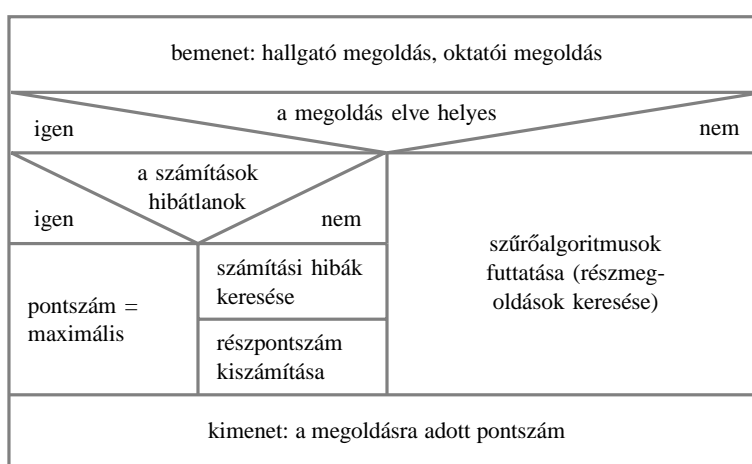 bemenet: hallgató megoldás, oktatói megoldás
a megoldás elve helyes
igen
nem
a számítások
hibátlanok
igen
nem
szűrőalgoritmusok
futtatása (részmeg-
oldások keresése)
számítási hibák
keresése
pontszám =
maximális
részpontszám
kiszámítása
kimenet: a megoldásra adott pontszám